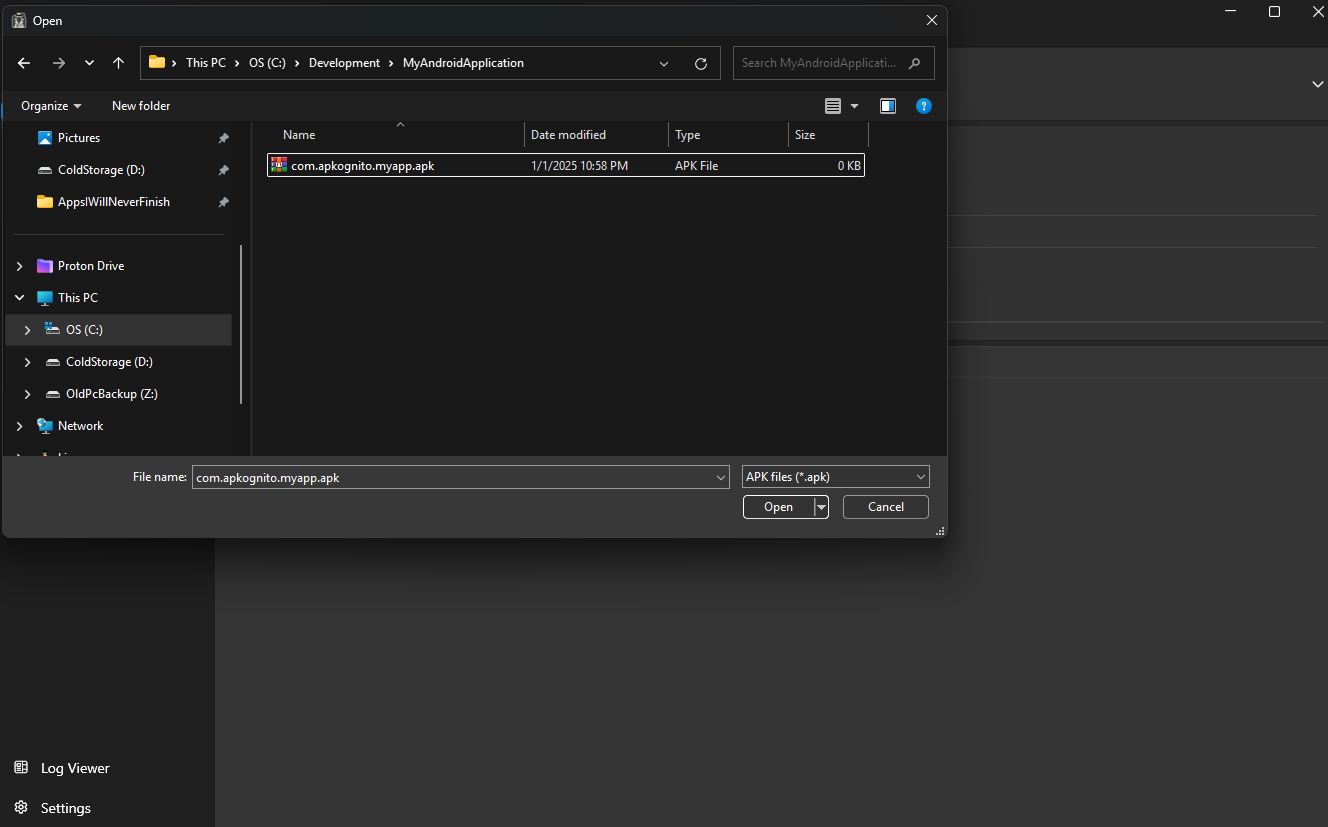 Open
This PC OS (C:) Development MyAndroidApplication
Search MyAndroidApplicati...
Organize New folder
Name Date modified Type Size
Pictures
ColdStorage (D:)
AppsIWillNeverFinish
com.apkognito.myapp.apk 1/1/2025 10:58 PM APK File 0 KB
Proton Drive
This PC
OS (C:)
ColdStorage (D:)
OldPcBackup (Z:)
Network
File name: com.apkognito.myapp.apk APK files (*.apk)
Open Cancel
Log Viewer
Settings